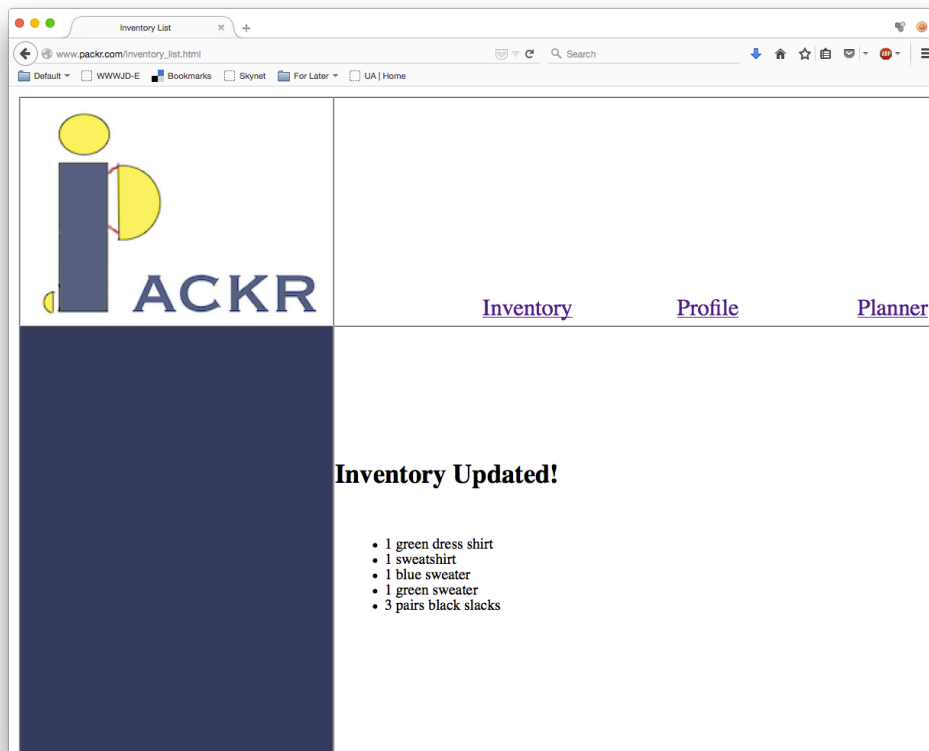 Inventory List
www.packr.com/inventory_list.html
Search
Default
WWWJD-E
Bookmarks
Skynet
For Later
UA | Home
PACKR
Inventory Profile Planner
Inventory Updated!
1 green dress shirt
1 sweatshirt
1 blue sweater
1 green sweater
3 pairs black slacks